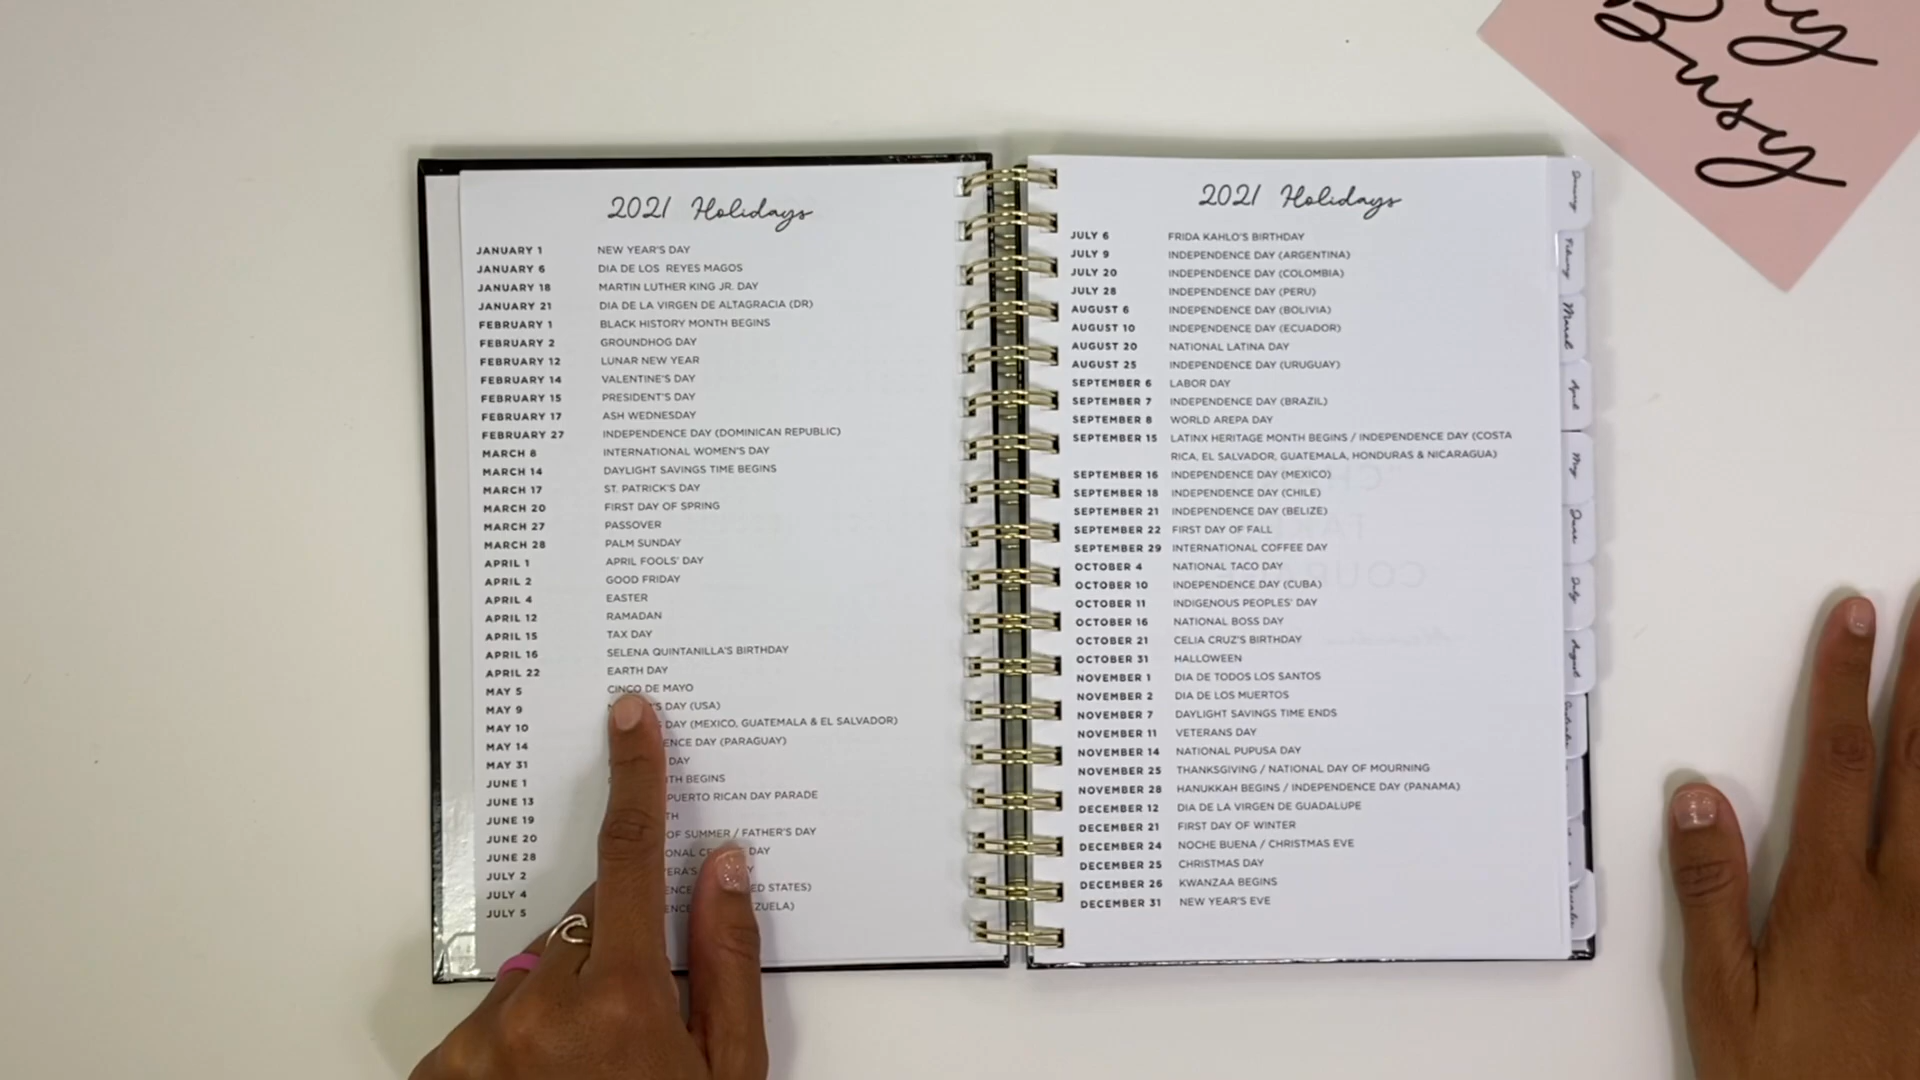 Busy
2021 Holidays
JANUARY 1 NEW YEAR'S DAY
JANUARY 6 DIA DE LOS REYES MAGOS
JANUARY 18 MARTIN LUTHER KING JR. DAY
JANUARY 21 DIA DE LA VIRGEN DE ALTAGRACIA (DR)
FEBRUARY 1 BLACK HISTORY MONTH BEGINS
FEBRUARY 2 GROUNDHOG DAY
FEBRUARY 12 LUNAR NEW YEAR
FEBRUARY 14 VALENTINE'S DAY
FEBRUARY 15 PRESIDENT'S DAY
FEBRUARY 17 ASH WEDNESDAY
FEBRUARY 27 INDEPENDENCE DAY (DOMINICAN REPUBLIC)
MARCH 8 INTERNATIONAL WOMEN'S DAY
MARCH 14 DAYLIGHT SAVINGS TIME BEGINS
MARCH 17 ST. PATRICK'S DAY
MARCH 20 FIRST DAY OF SPRING
MARCH 27 PASSOVER
MARCH 28 PALM SUNDAY
APRIL 1 APRIL FOOLS' DAY
APRIL 2 GOOD FRIDAY
APRIL 4 EASTER
APRIL 12 RAMADAN
APRIL 15 TAX DAY
APRIL 16 SELENA QUINTANILLA'S BIRTHDAY
APRIL 22 EARTH DAY
MAY 5 CINCO DE MAYO
MAY 9 DAY (USA)
MAY 10 DAY (MEXICO, GUATEMALA & EL SALVADOR)
MAY 14 DAY (PARAGUAY)
MAY 31 DAY
JUNE 1 BEGINS
JUNE 13 PUERTO RICAN DAY PARADE
JUNE 19
JUNE 20 OF SUMMER / FATHER'S DAY
JUNE 28 DAY
JULY 2
JULY 4 STATES)
JULY 5
2021 Holidays
JULY 6 FRIDA KAHLO'S BIRTHDAY
JULY 9 INDEPENDENCE DAY (ARGENTINA)
JULY 20 INDEPENDENCE DAY (COLOMBIA)
JULY 28 INDEPENDENCE DAY (PERU)
AUGUST 6 INDEPENDENCE DAY (BOLIVIA)
AUGUST 10 INDEPENDENCE DAY (ECUADOR)
AUGUST 20 NATIONAL LATINA DAY
AUGUST 25 INDEPENDENCE DAY (URUGUAY)
SEPTEMBER 6 LABOR DAY
SEPTEMBER 7 INDEPENDENCE DAY (BRAZIL)
SEPTEMBER 8 WORLD AREPA DAY
SEPTEMBER 15 LATINX HERITAGE MONTH BEGINS / INDEPENDENCE DAY (COSTA
RICA, EL SALVADOR, GUATEMALA, HONDURAS & NICARAGUA)
SEPTEMBER 16 INDEPENDENCE DAY (MEXICO)
SEPTEMBER 18 INDEPENDENCE DAY (CHILE)
SEPTEMBER 21 INDEPENDENCE DAY (BELIZE)
SEPTEMBER 22 FIRST DAY OF FALL
SEPTEMBER 29 INTERNATIONAL COFFEE DAY
OCTOBER 4 NATIONAL TACO DAY
OCTOBER 10 INDEPENDENCE DAY (CUBA)
OCTOBER 11 INDIGENOUS PEOPLES' DAY
OCTOBER 16 NATIONAL BOSS DAY
OCTOBER 21 CELIA CRUZ'S BIRTHDAY
OCTOBER 31 HALLOWEEN
NOVEMBER 1 DIA DE TODOS LOS SANTOS
NOVEMBER 2 DIA DE LOS MUERTOS
NOVEMBER 7 DAYLIGHT SAVINGS TIME ENDS
NOVEMBER 11 VETERANS DAY
NOVEMBER 14 NATIONAL PUPUSA DAY
NOVEMBER 25 THANKSGIVING / NATIONAL DAY OF MOURNING
NOVEMBER 28 HANUKKAH BEGINS / INDEPENDENCE DAY (PANAMA)
DECEMBER 12 DIA DE LA VIRGEN DE GUADALUPE
DECEMBER 21 FIRST DAY OF WINTER
DECEMBER 24 NOCHE BUENA / CHRISTMAS EVE
DECEMBER 25 CHRISTMAS DAY
DECEMBER 26 KWANZAA BEGINS
DECEMBER 31 NEW YEAR'S EVE
January
February
March
April
May
June
July
August
December